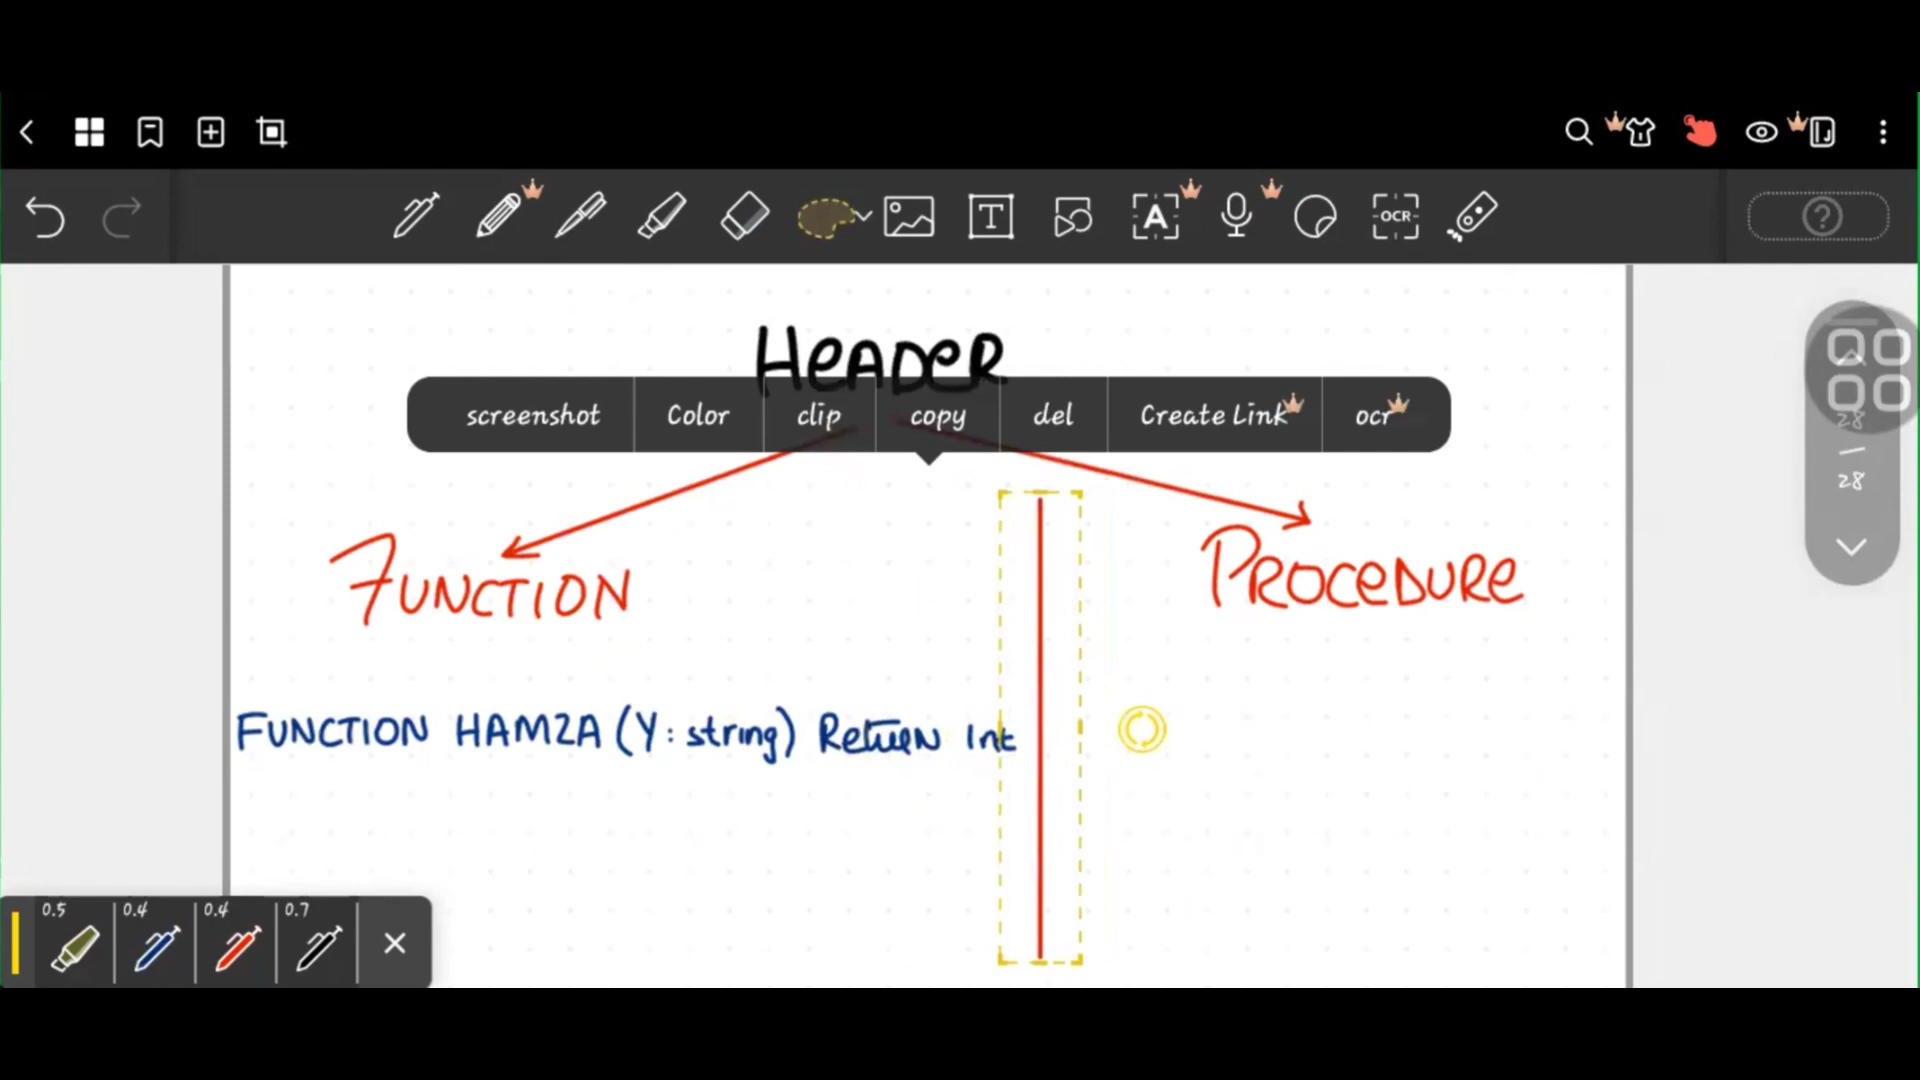 OCR
HeADeR
screenshot Color clip copy del Create Link ocr
28
28
FUNCTION PROCeDURe
FUNCTION HAMZA (Y: string) Return Int
0.5 0.4 0.4 0.7